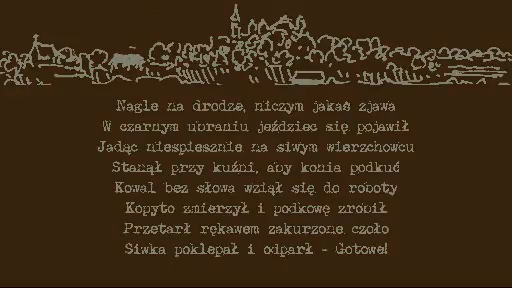 Nagle na drodze, niczym jakaś zjawa
W czarnym ubraniu jeździec się pojawił
Jadąc niespiesznie na siwym wierzchowcu
Stanął przy kuźni, aby konia podkuć
Kowal bez słowa wziął się do roboty
Kopyto zmierzył i podkowę zrobił
Przetarł rękawem zakurzone czoło
Siwka poklepał i odparł - Gotowe!